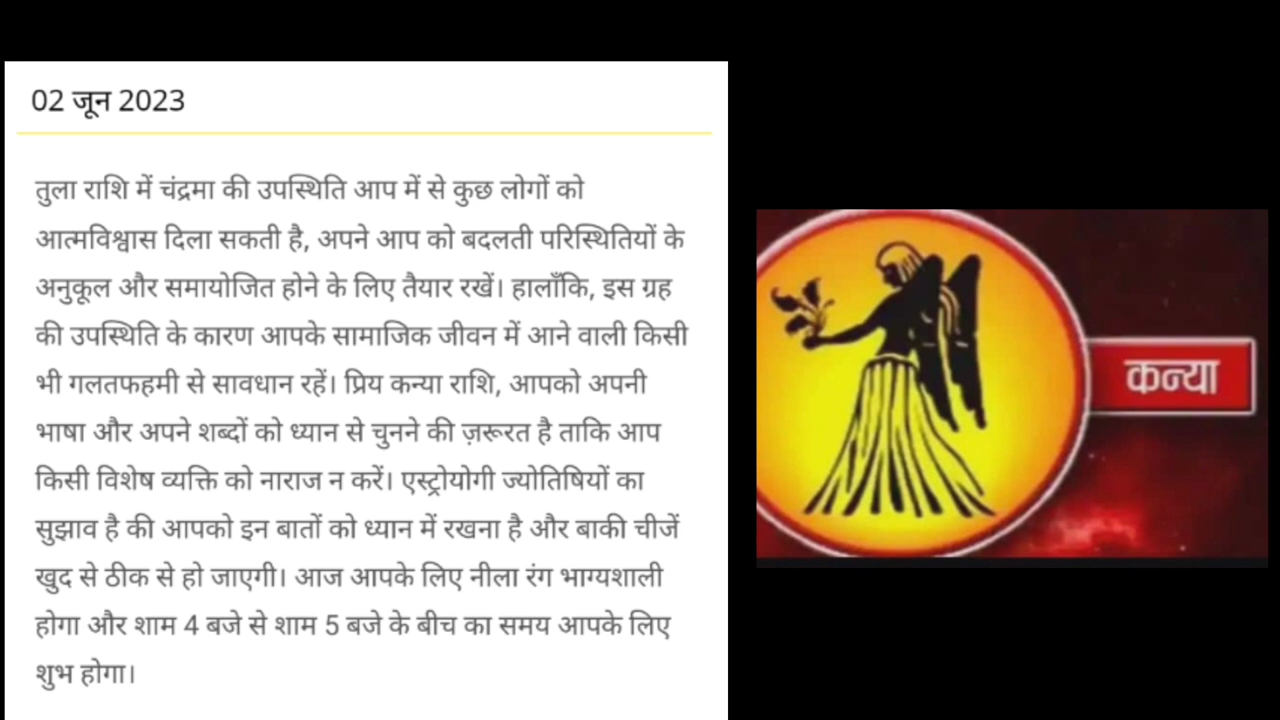 02 जून 2023
तुला राशि में चंद्रमा की उपस्थिति आप में से कुछ लोगों को
आत्मविश्वास दिला सकती है, अपने आप को बदलती परिस्थितियों के
अनुकूल और समायोजित होने के लिए तैयार रखें। हालाँकि, इस ग्रह
की उपस्थिति के कारण आपके सामाजिक जीवन में आने वाली किसी
भी गलतफहमी से सावधान रहें। प्रिय कन्या राशि, आपको अपनी
भाषा और अपने शब्दों को ध्यान से चुनने की ज़रूरत है ताकि आप
किसी विशेष व्यक्ति को नाराज न करें। एस्ट्रोयोगी ज्योतिषियों का
सुझाव है की आपको इन बातों को ध्यान में रखना है और बाकी चीजें
खुद से ठीक से हो जाएगी। आज आपके लिए नीला रंग भाग्यशाली
होगा और शाम 4 बजे से शाम 5 बजे के बीच का समय आपके लिए
शुभ होगा।
कन्या